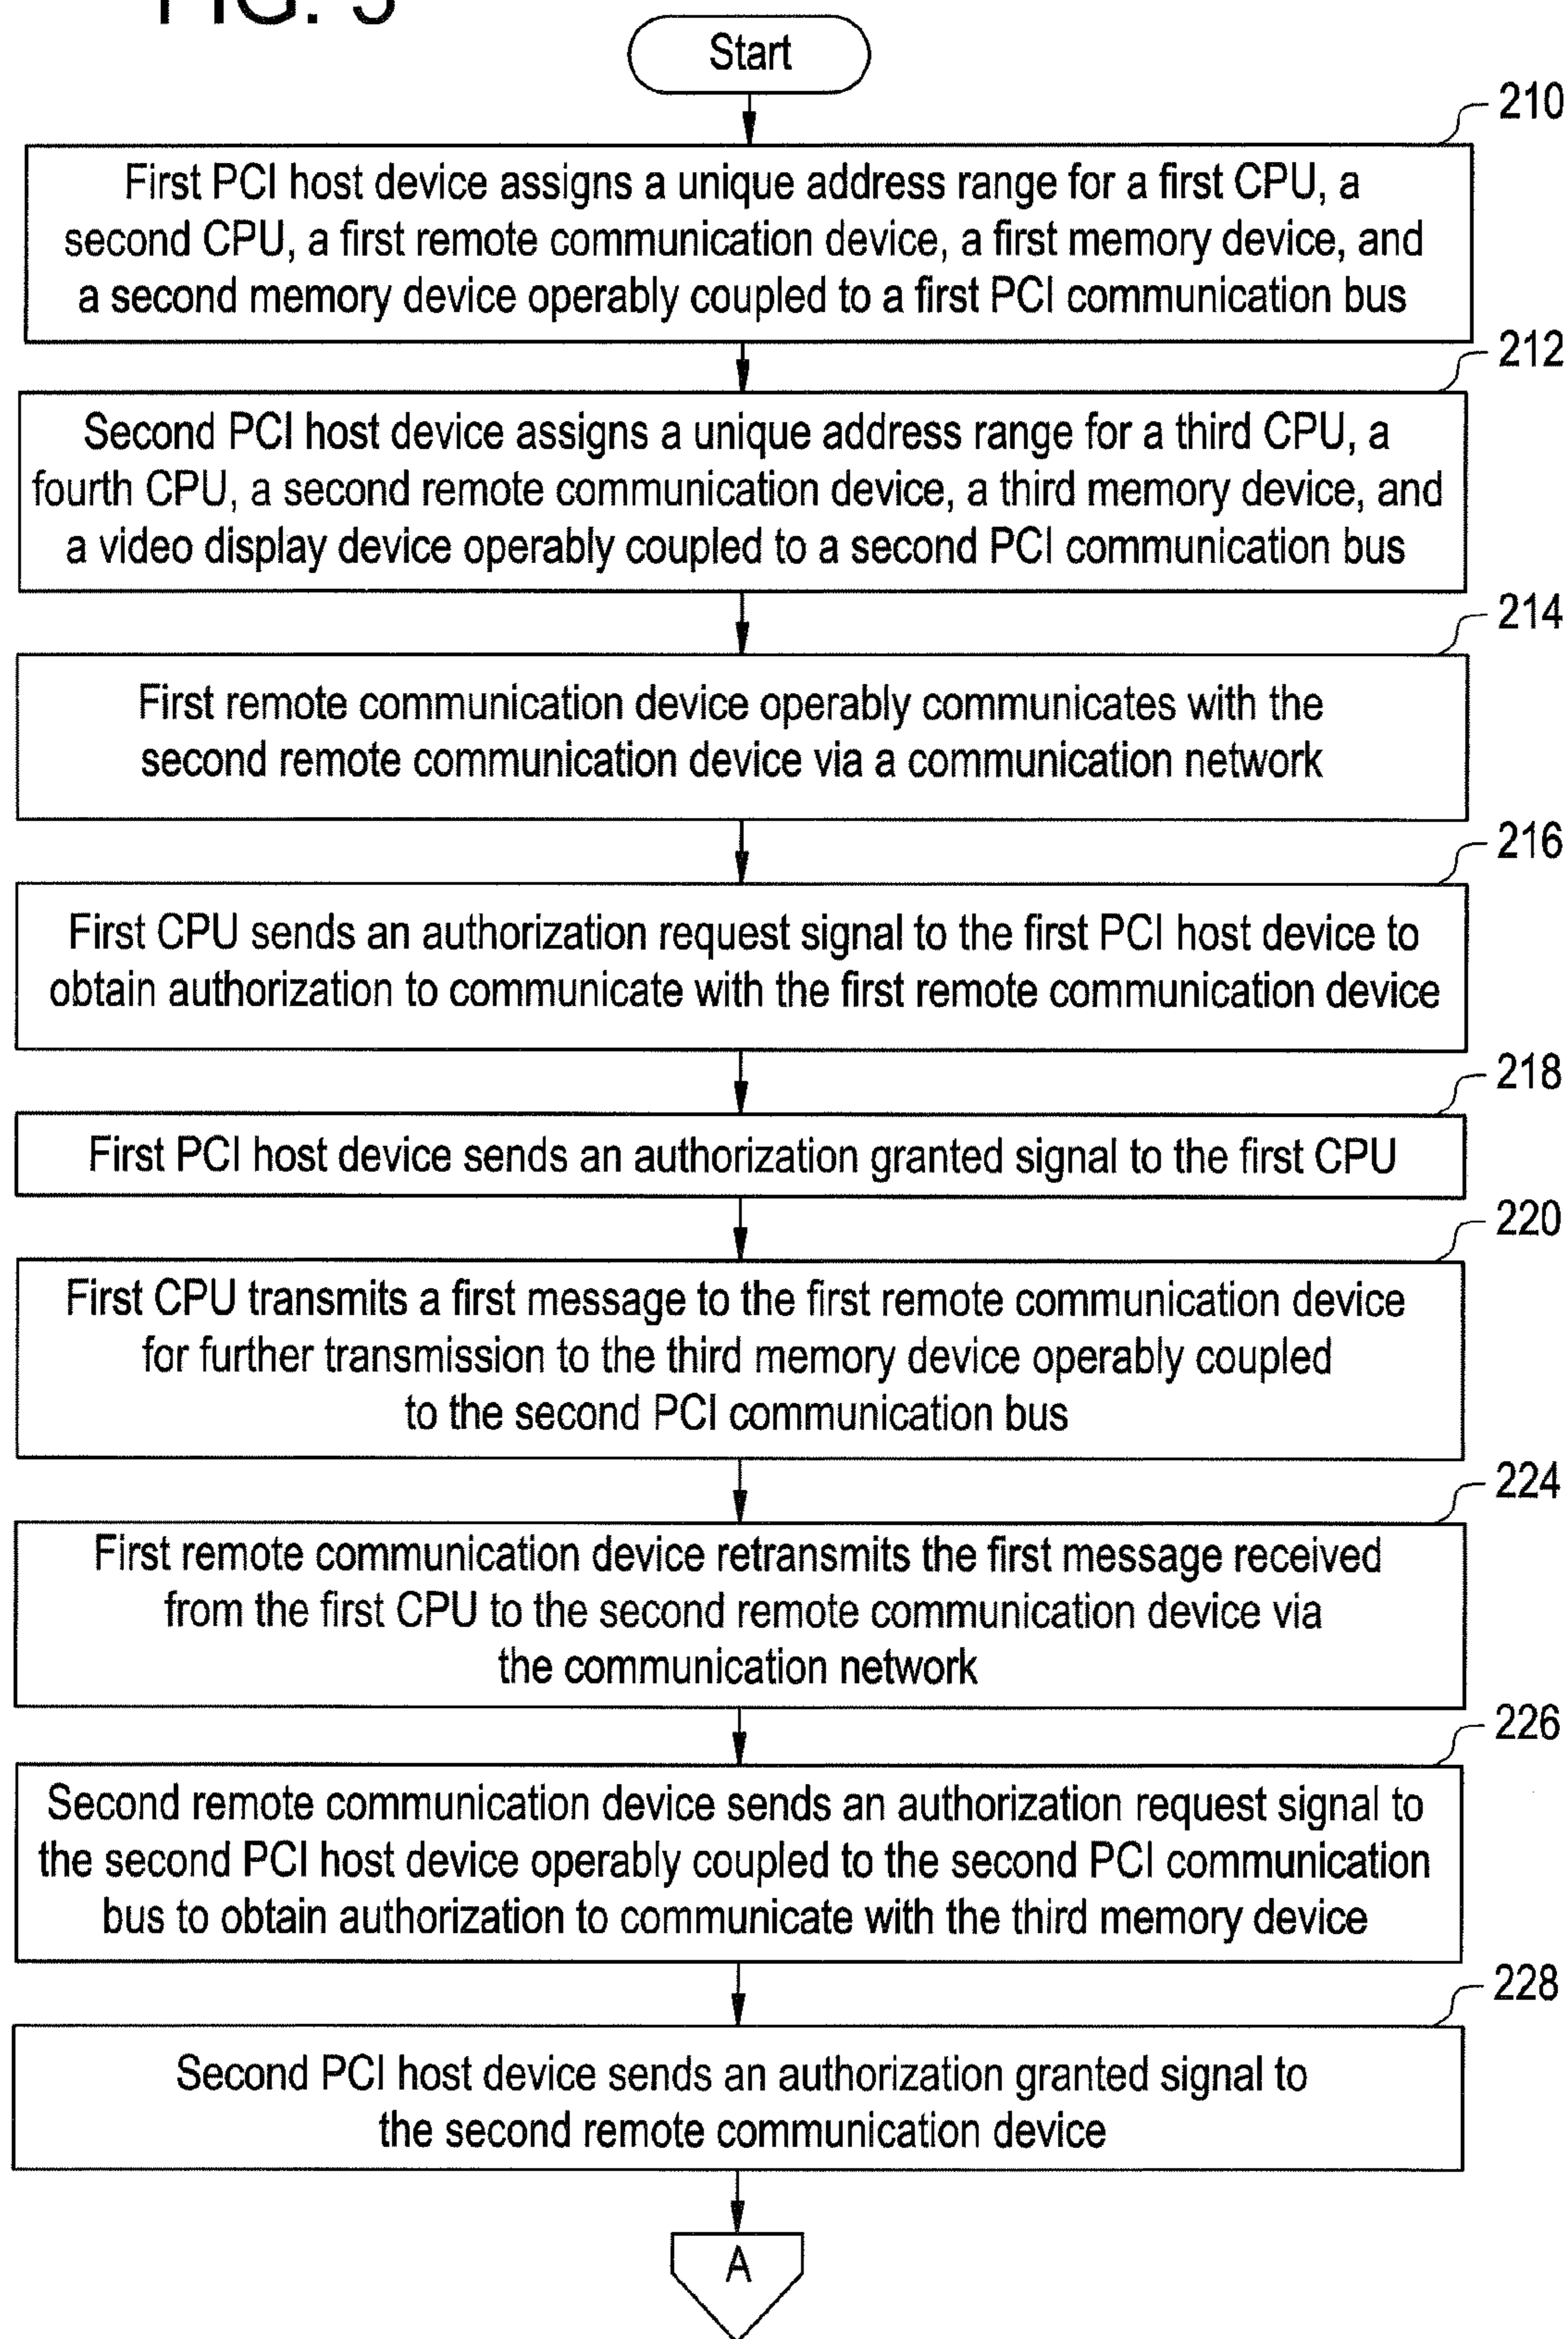 FIG.
Start
210
First PCI host device assigns a unique address range for a first CPU, a
second CPU, a first remote communication device, a first memory device, and
a second memory device operably coupled to a first PCI communication bus
212
Second PCI host device assigns a unique address range for a third CPU, a
fourth CPU, a second remote communication device, a third memory device, and
a video display device operably coupled to a second PCI communication bus
214
First remote communication device operably communicates with the
second remote communication device via a communication network
216
First CPU sends an authorization request signal to the first PCI host device to
obtain authorization to communicate with the first remote communication device
218
First PCI host device sends an authorization granted signal to the first CPU
220
First CPU transmits a first message to the first remote communication device
for further transmission to the third memory device operably coupled
to the second PCI communication bus
224
First remote communication device retransmits the first message received
from the first CPU to the second remote communication device via
the communication network
226
Second remote communication device sends an authorization request signal to
the second PCI host device operably coupled to the second PCI communication
bus to obtain authorization to communicate with the third memory device
228
Second PCI host device sends an authorization granted signal to
the second remote communication device
A